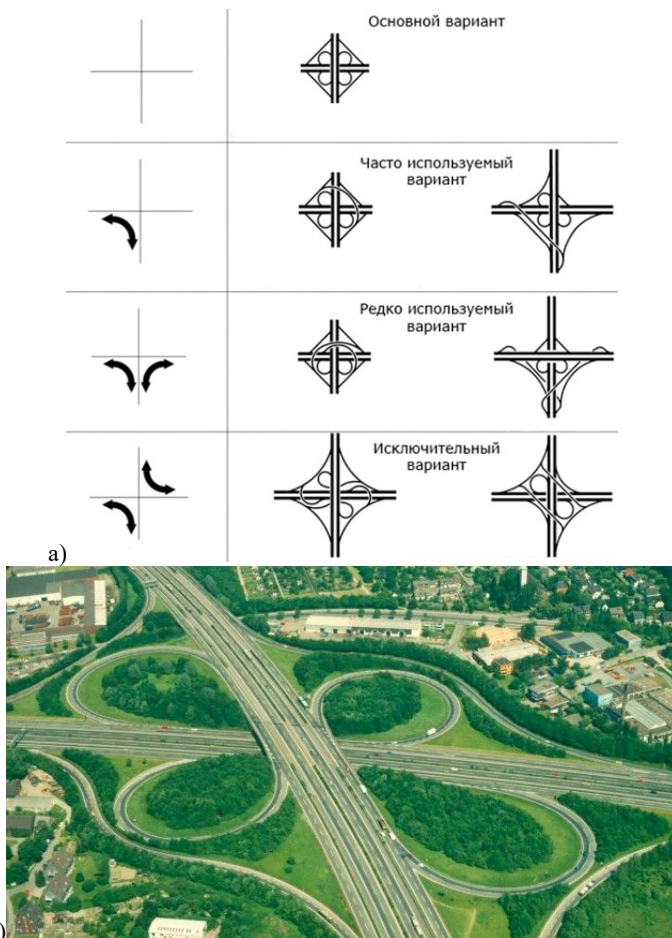 Основной вариант
Часто используемый
вариант
Редко используемый
вариант
Исключительный
вариант
а)
)